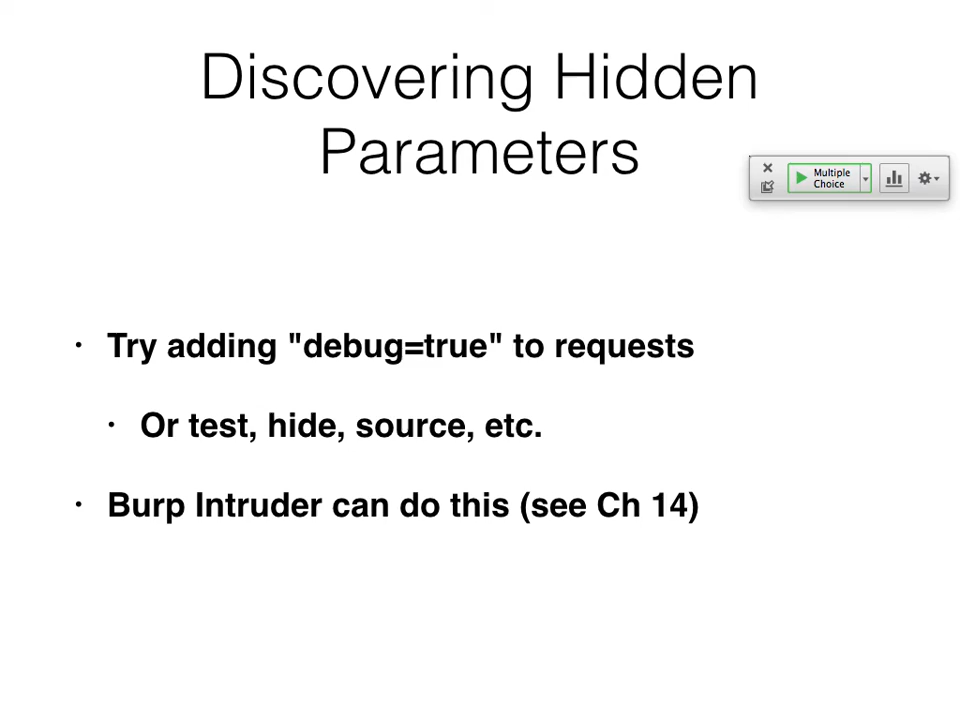 Discovering Hidden
Parameters
Multiple
Choice
• Try adding "debug=true" to requests
• Or test, hide, source, etc.
• Burp Intruder can do this (see Ch 14)